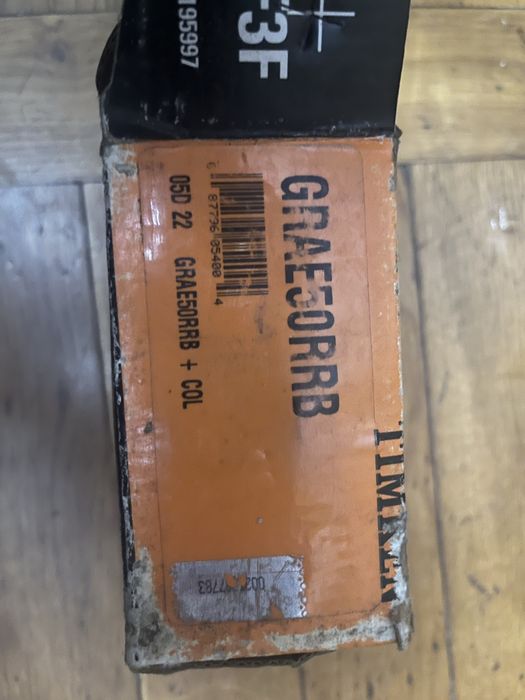 -3F
195997
GRAE50RRB
6 87796 05400 4
05D 22 GRAE50RRB + COL
TIMKEN